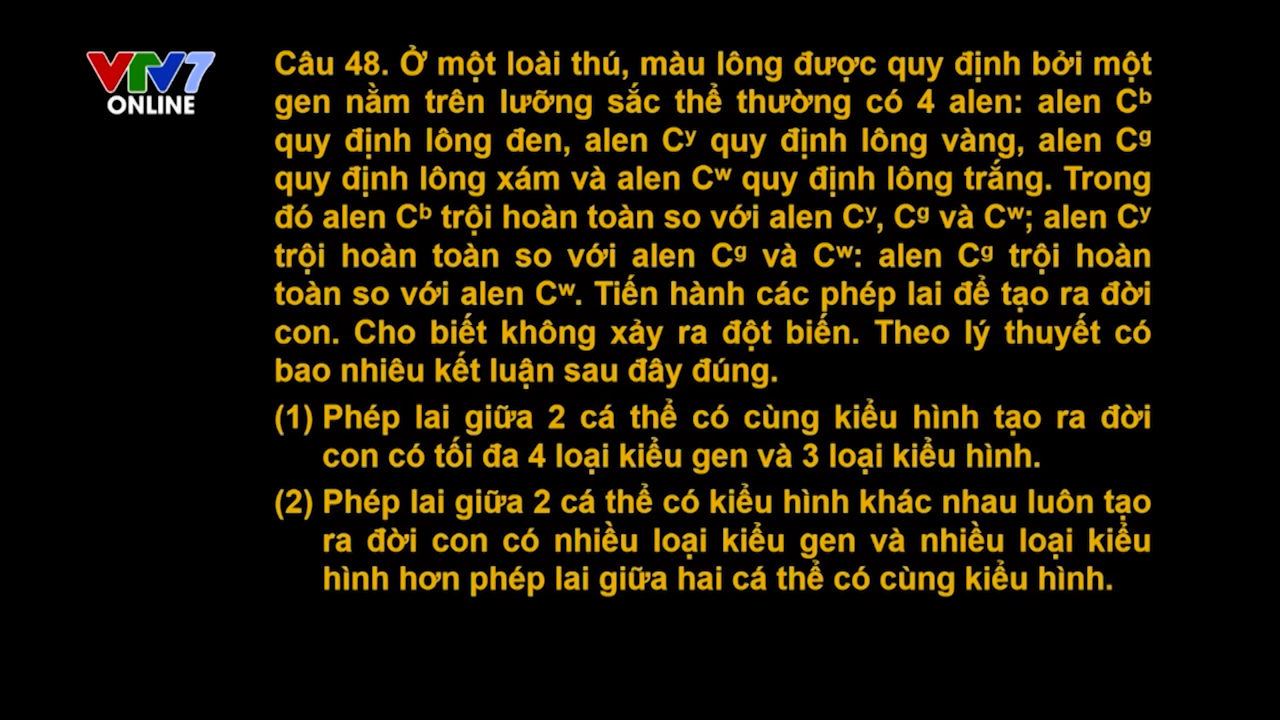 VTV7
ONLINE
Câu 48. Ở một loài thú, màu lông được quy định bởi một
gen nằm trên lưỡng sắc thể thường có 4 alen: alen Cᵇ
quy định lông đen, alen Cʸ quy định lông vàng, alen Cᵍ
quy định lông xám và alen Cʷ quy định lông trắng. Trong
đó alen Cᵇ trội hoàn toàn so với alen Cʸ, Cᵍ và Cʷ; alen Cʸ
trội hoàn toàn so với alen Cᵍ và Cʷ: alen Cᵍ trội hoàn
toàn so với alen Cʷ. Tiến hành các phép lai để tạo ra đời
con. Cho biết không xảy ra đột biến. Theo lý thuyết có
bao nhiêu kết luận sau đây đúng.
(1) Phép lai giữa 2 cá thể có cùng kiểu hình tạo ra đời
con có tối đa 4 loại kiểu gen và 3 loại kiểu hình.
(2) Phép lai giữa 2 cá thể có kiểu hình khác nhau luôn tạo
ra đời con có nhiều loại kiểu gen và nhiều loại kiểu
hình hơn phép lai giữa hai cá thể có cùng kiểu hình.